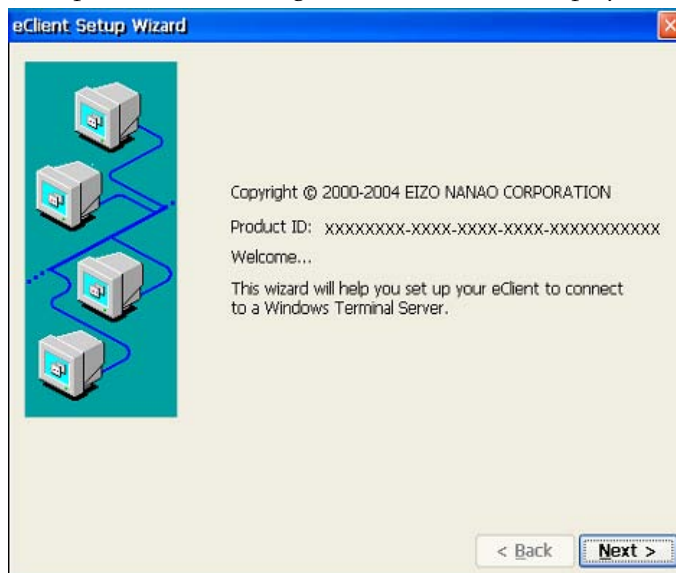 eClient Setup Wizard
Copyright © 2000-2004 EIZO NANAO CORPORATION
Product ID: XXXXXXXX-XXXX-XXXX-XXXX-XXXXXXXXXXX
Welcome...
This wizard will help you set up your eClient to connect
to a Windows Terminal Server.
< Back Next >